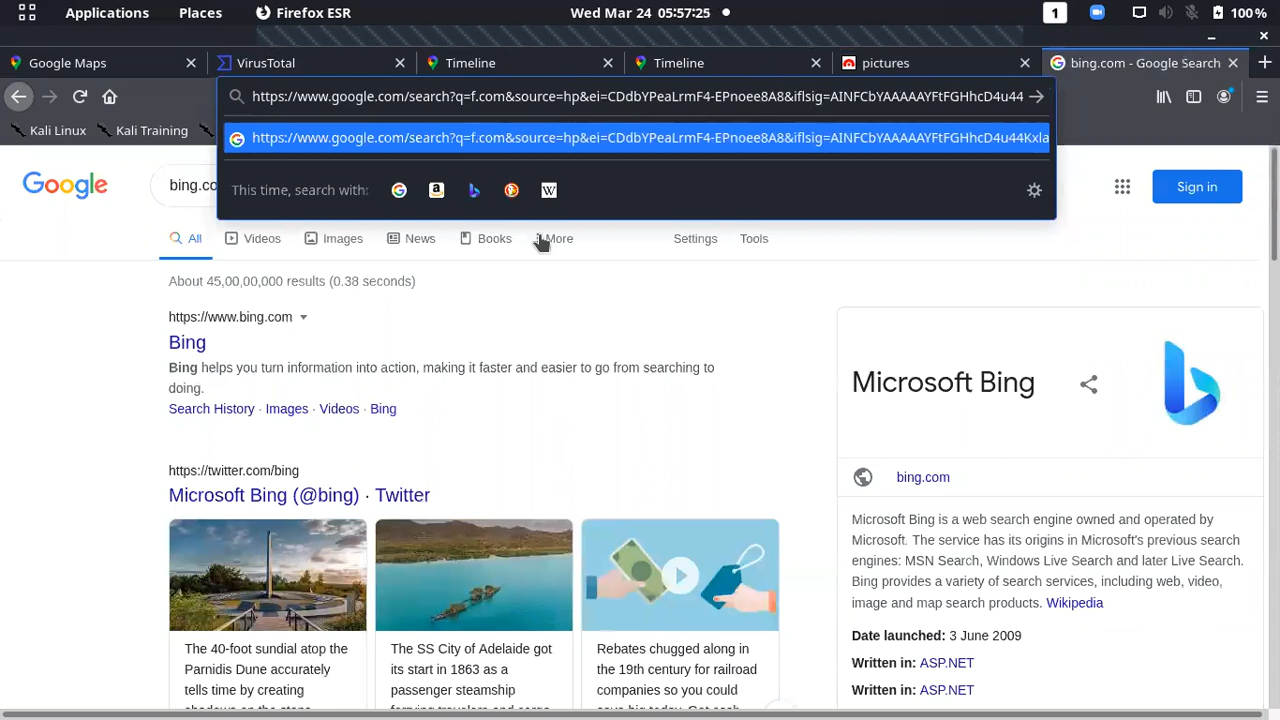 Applications Places Firefox ESR Wed Mar 24 05:57:25 1 100%
Google Maps VirusTotal Timeline Timeline pictures bing.com - Google Search
https://www.google.com/search?q=f.com&source=hp&ei=CDdbYPeaLrmF4-EPnoee8A8&iflsig=AINFCbYAAAAAYFtFGHhcD4u44
Kali Linux Kali Training
https://www.google.com/search?q=f.com&source=hp&ei=CDdbYPeaLrmF4-EPnoee8A8&iflsig=AINFCbYAAAAAYFtFGHhcD4u44Kxla
Google bing.co Sign in
This time, search with:
All Videos Images News Books More Settings Tools
About 45,00,00,000 results (0.38 seconds)
https://www.bing.com
Bing
Bing helps you turn information into action, making it faster and easier to go from searching to
doing.
Search History · Images · Videos · Bing
https://twitter.com/bing
Microsoft Bing (@bing) · Twitter
The 40-foot sundial atop the
Parnidis Dune accurately
tells time by creating
The SS City of Adelaide got
its start in 1863 as a
passenger steamship
Rebates chugged along in
the 19th century for railroad
companies so you could
Microsoft Bing
bing.com
Microsoft Bing is a web search engine owned and operated by
Microsoft. The service has its origins in Microsoft's previous search
engines: MSN Search, Windows Live Search and later Live Search.
Bing provides a variety of search services, including web, video,
image and map search products. Wikipedia
Date launched: 3 June 2009
Written in: ASP.NET
Written in: ASP.NET